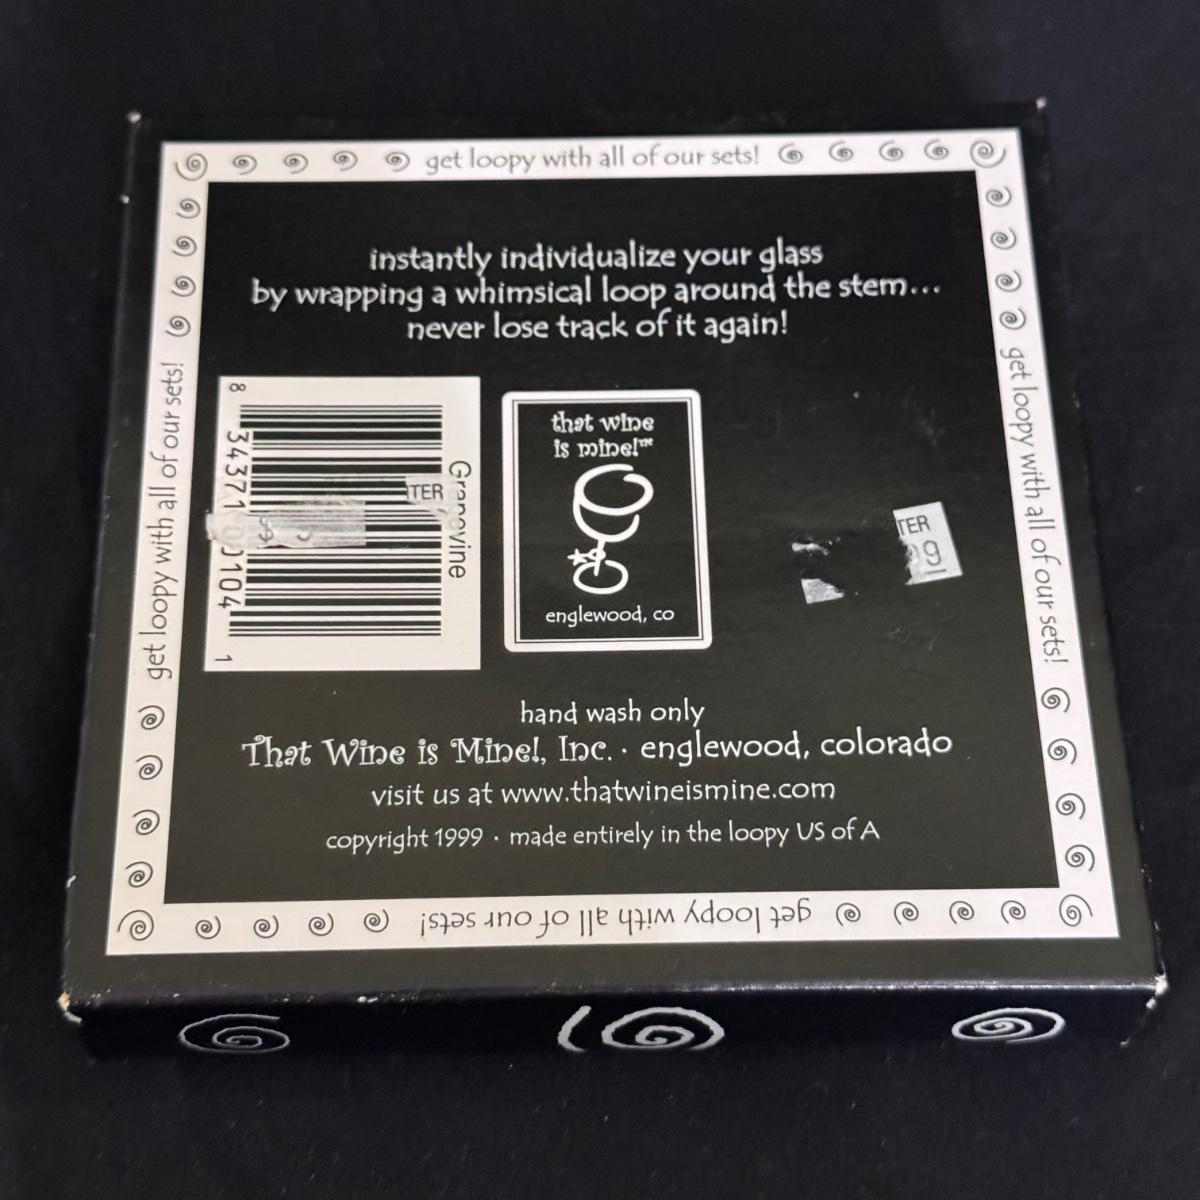 get loopy with all of our sets!
instantly individualize your glass
by wrapping a whimsical loop around the stem...
never lose track of it again!
get loopy with all of our sets!
8
34371
0104
1
TER
Grapevine
that wine
is mine!™
englewood, co
TER
9
get loopy with all of our sets!
hand wash only
That Wine is Mine!, Inc. · englewood, colorado
visit us at www.thatwineismine.com
copyright 1999 · made entirely in the loopy US of A
get loopy with all of our sets!